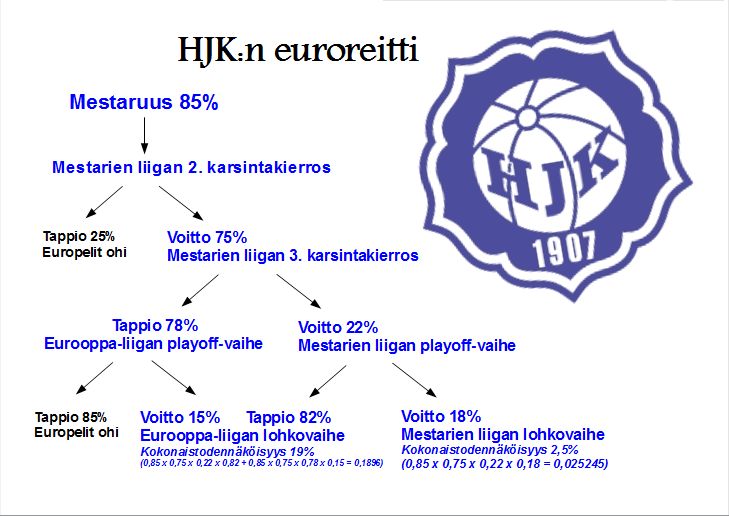 HJK:n euroreitti
Mestaruus 85%
Mestarien liigan 2. karsintakierros
Tappio 25%
Europelit ohi
Voitto 75%
Mestarien liigan 3. karsintakierros
Tappio 78%
Eurooppa-liigan playoff-vaihe
Voitto 22%
Mestarien liigan playoff-vaihe
Tappio 85%
Europelit ohi
Voitto 15% Tappio 82%
Eurooppa-liigan lohkovaihe
Kokonaistodennäköisyys 19%
(0,85 x 0,75 x 0,22 x 0,82 + 0,85 x 0,75 x 0,78 x 0,15 = 0,1896)
Voitto 18%
Mestarien liigan lohkovaihe
Kokonaistodennäköisyys 2,5%
(0,85 x 0,75 x 0,22 x 0,18 = 0,025245)
HJK
1907